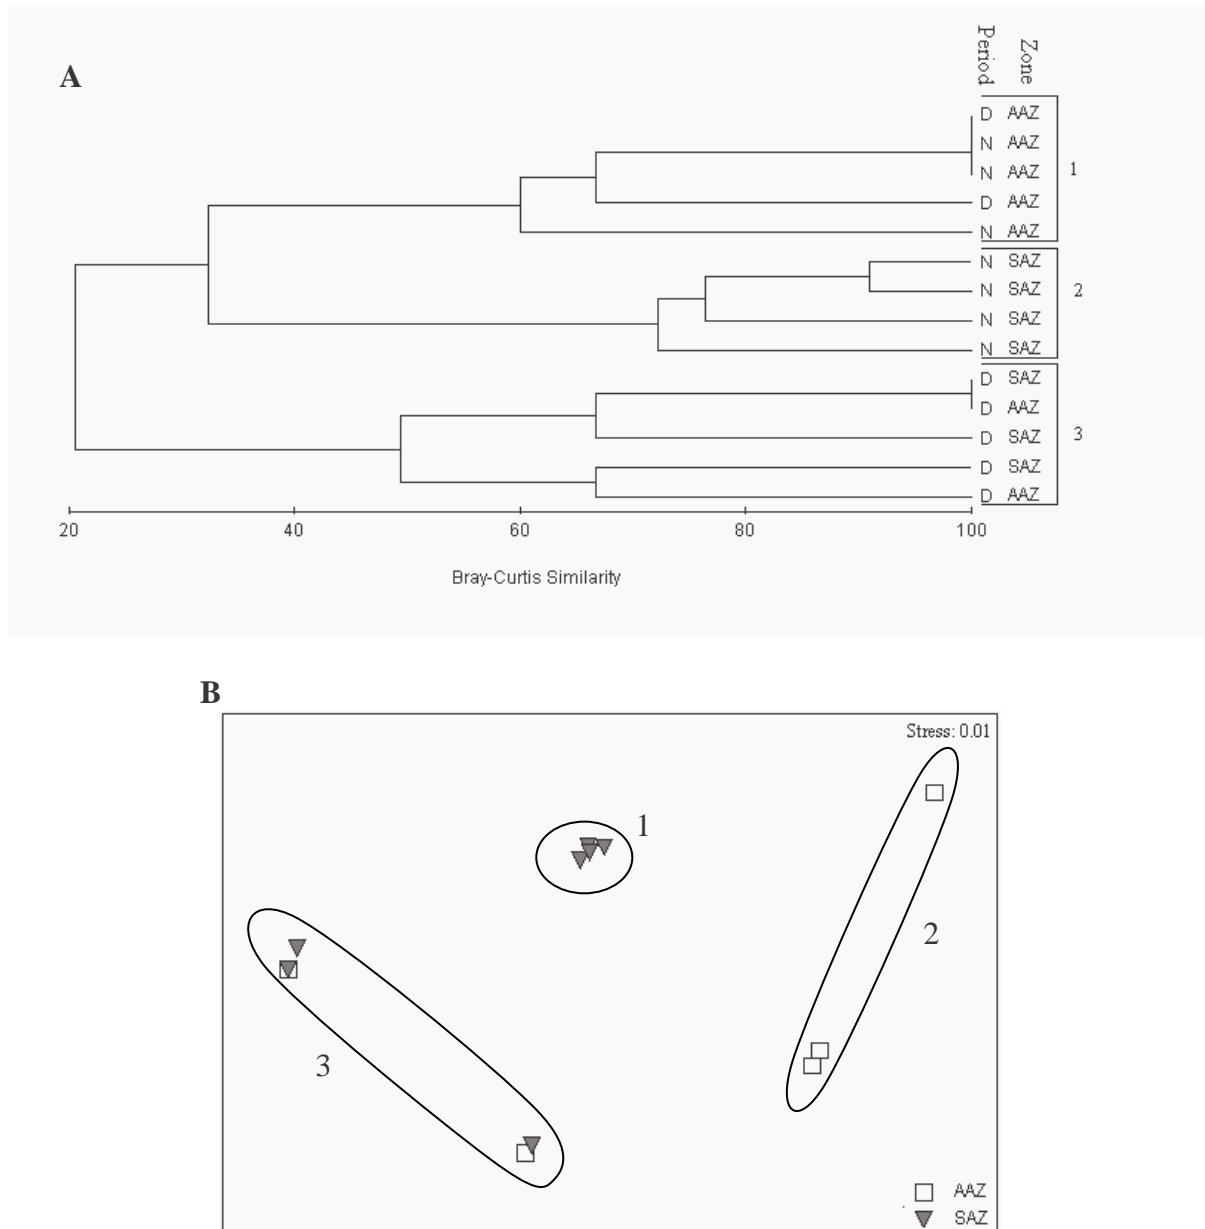 A
Period Zone
D AAZ
N AAZ
N AAZ
1
D AAZ
N AAZ
N SAZ
N SAZ
2
N SAZ
N SAZ
D SAZ
D AAZ
3
D SAZ
D SAZ
D AAZ
20 40 60 80 100
Bray-Curtis Similarity
B
Stress: 0.01
1
2
3
AAZ
SAZ